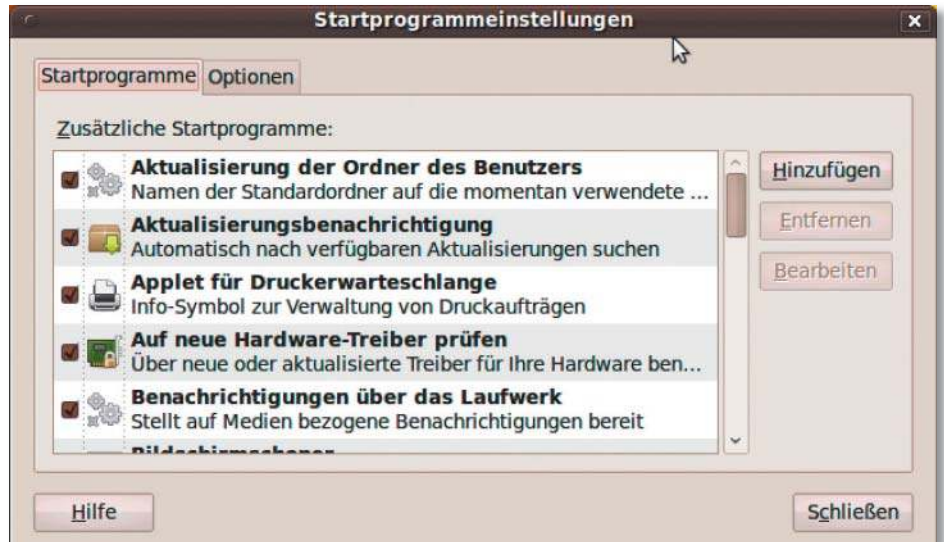 Startprogrammeinstellungen
Startprogramme
Optionen
Zusätzliche Startprogramme:
Aktualisierung der Ordner des Benutzers
Namen der Standardordner auf die momentan verwendete ...
Aktualisierungsbenachrichtigung
Automatisch nach verfügbaren Aktualisierungen suchen
Applet für Druckerwarteschlange
Info-Symbol zur Verwaltung von Druckaufträgen
Auf neue Hardware-Treiber prüfen
Über neue oder aktualisierte Treiber für Ihre Hardware ben...
Benachrichtigungen über das Laufwerk
Stellt auf Medien bezogene Benachrichtigungen bereit
Bildschirmschoner
Hinzufügen
Entfernen
Bearbeiten
Hilfe
Schließen